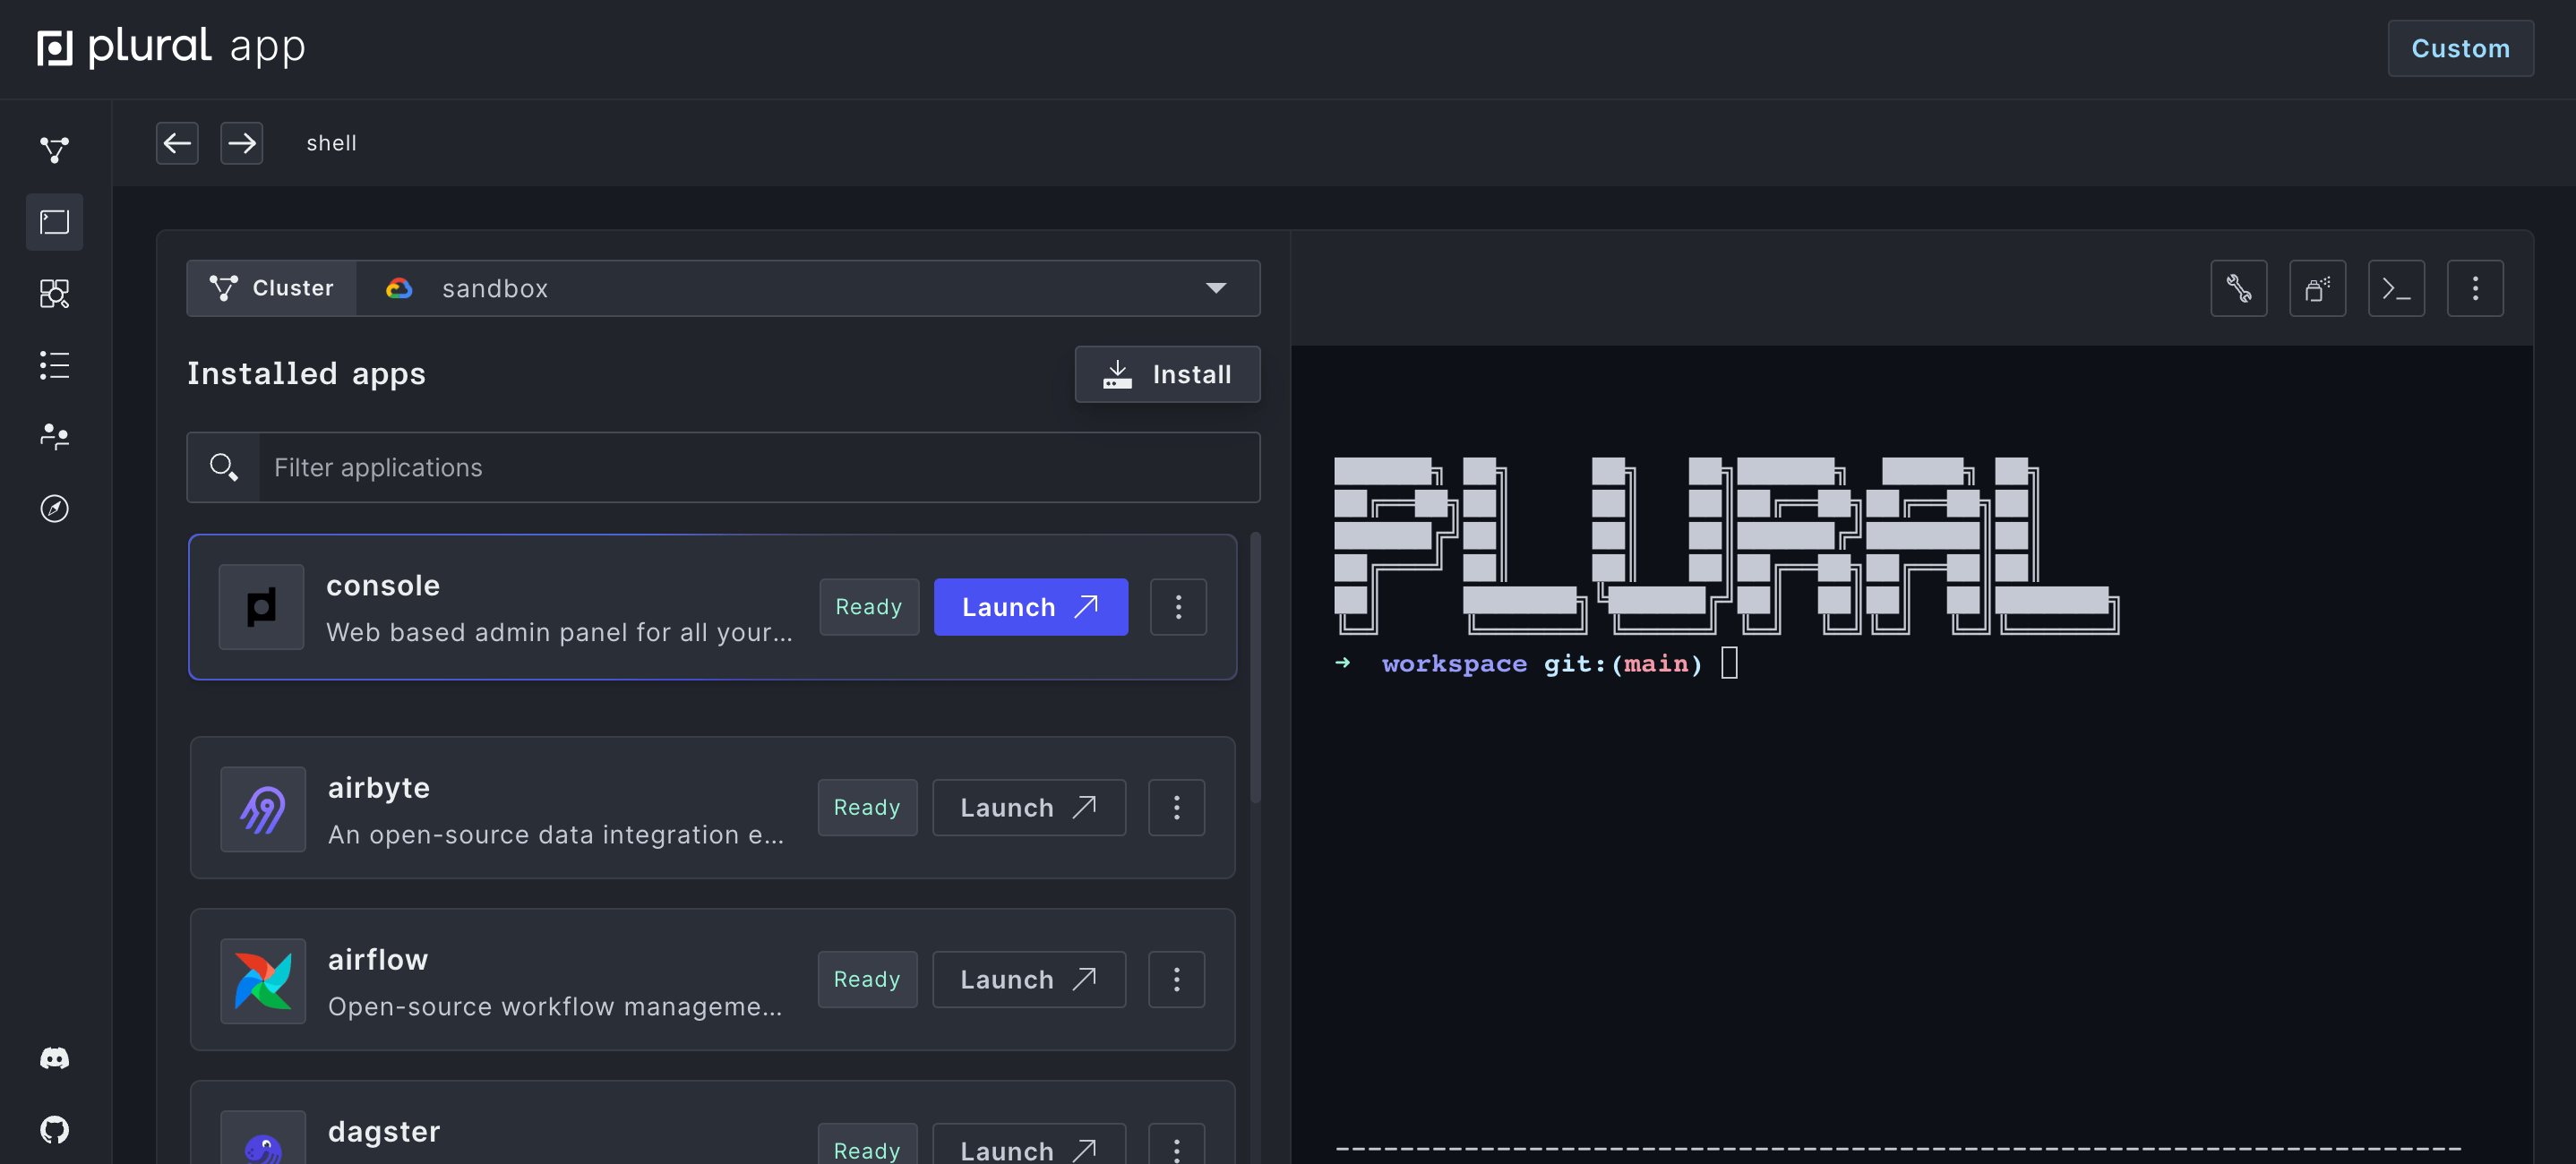 plural app
Custom
shell
Cluster
sandbox
Installed apps
Install
Filter applications
console
Web based admin panel for all your...
Ready
Launch
airbyte
An open-source data integration e...
Ready
Launch
airflow
Open-source workflow manageme...
Ready
Launch
dagster
Ready
Launch
PLURAL
→ workspace git:(main)